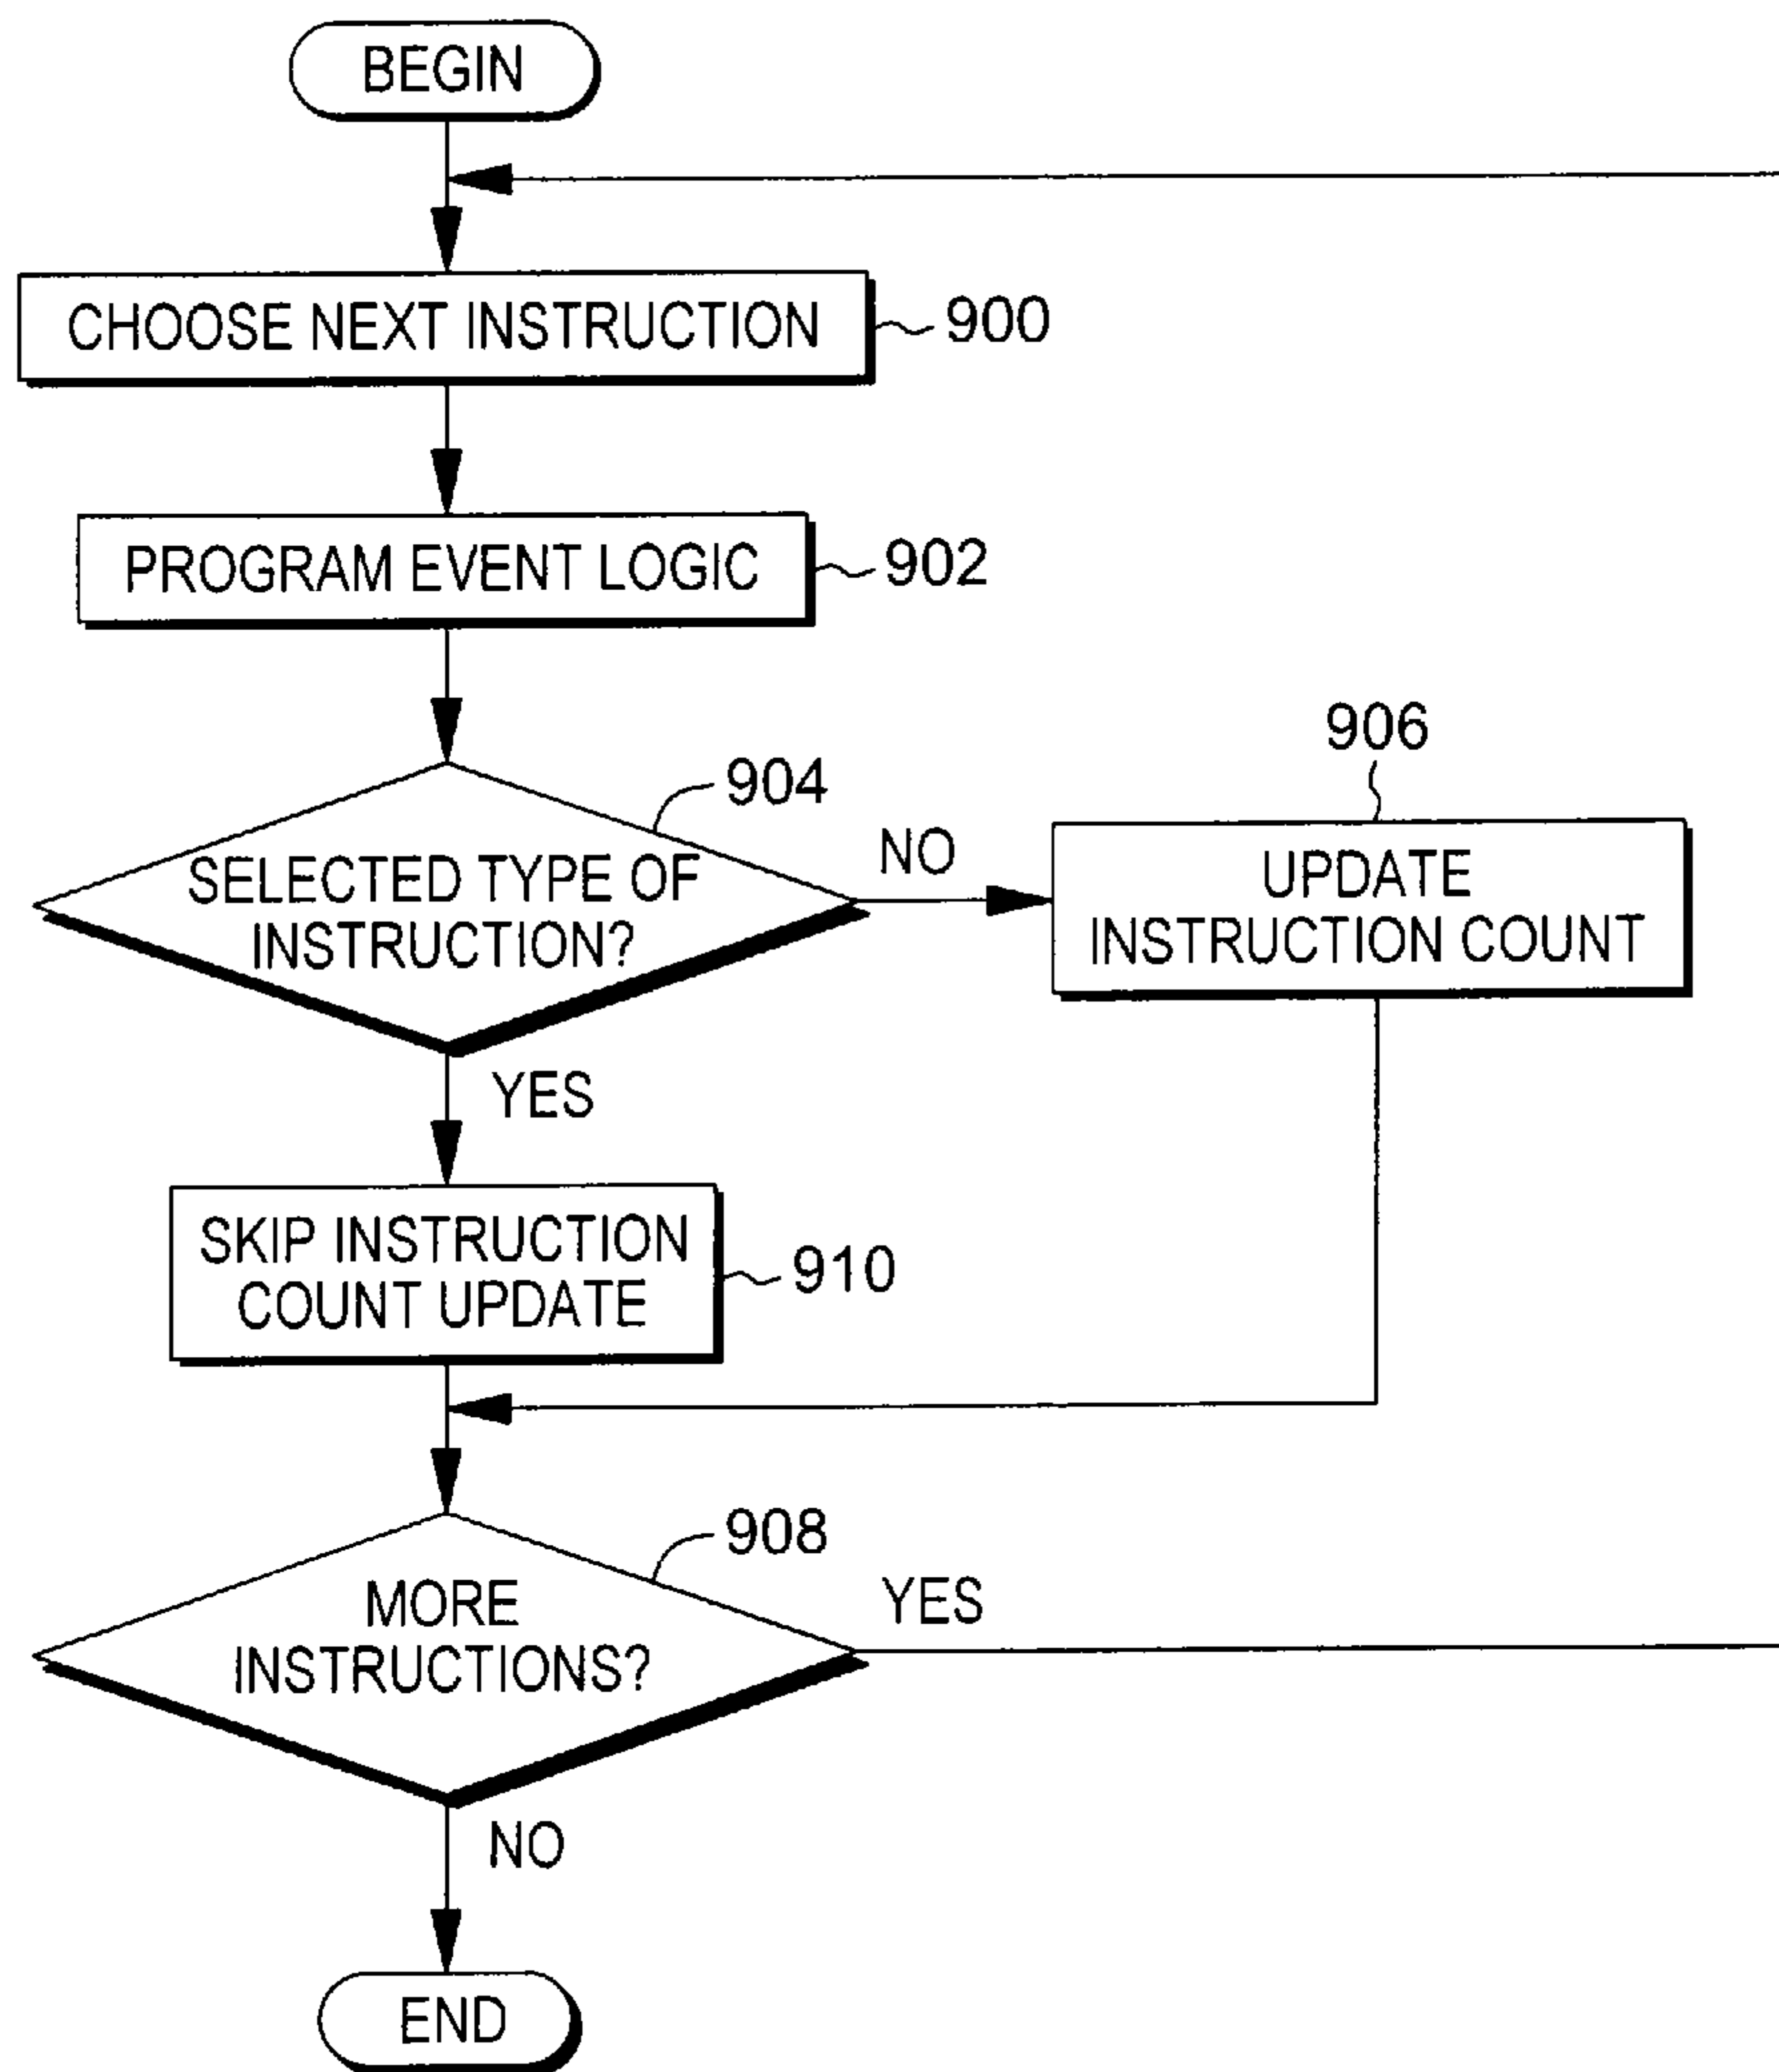 BEGIN
CHOOSE NEXT INSTRUCTION
900
PROGRAM EVENT LOGIC
902
904
SELECTED TYPE OF
INSTRUCTION?
NO
906
UPDATE
INSTRUCTION COUNT
YES
SKIP INSTRUCTION
COUNT UPDATE
910
908
MORE
INSTRUCTIONS?
YES
NO
END